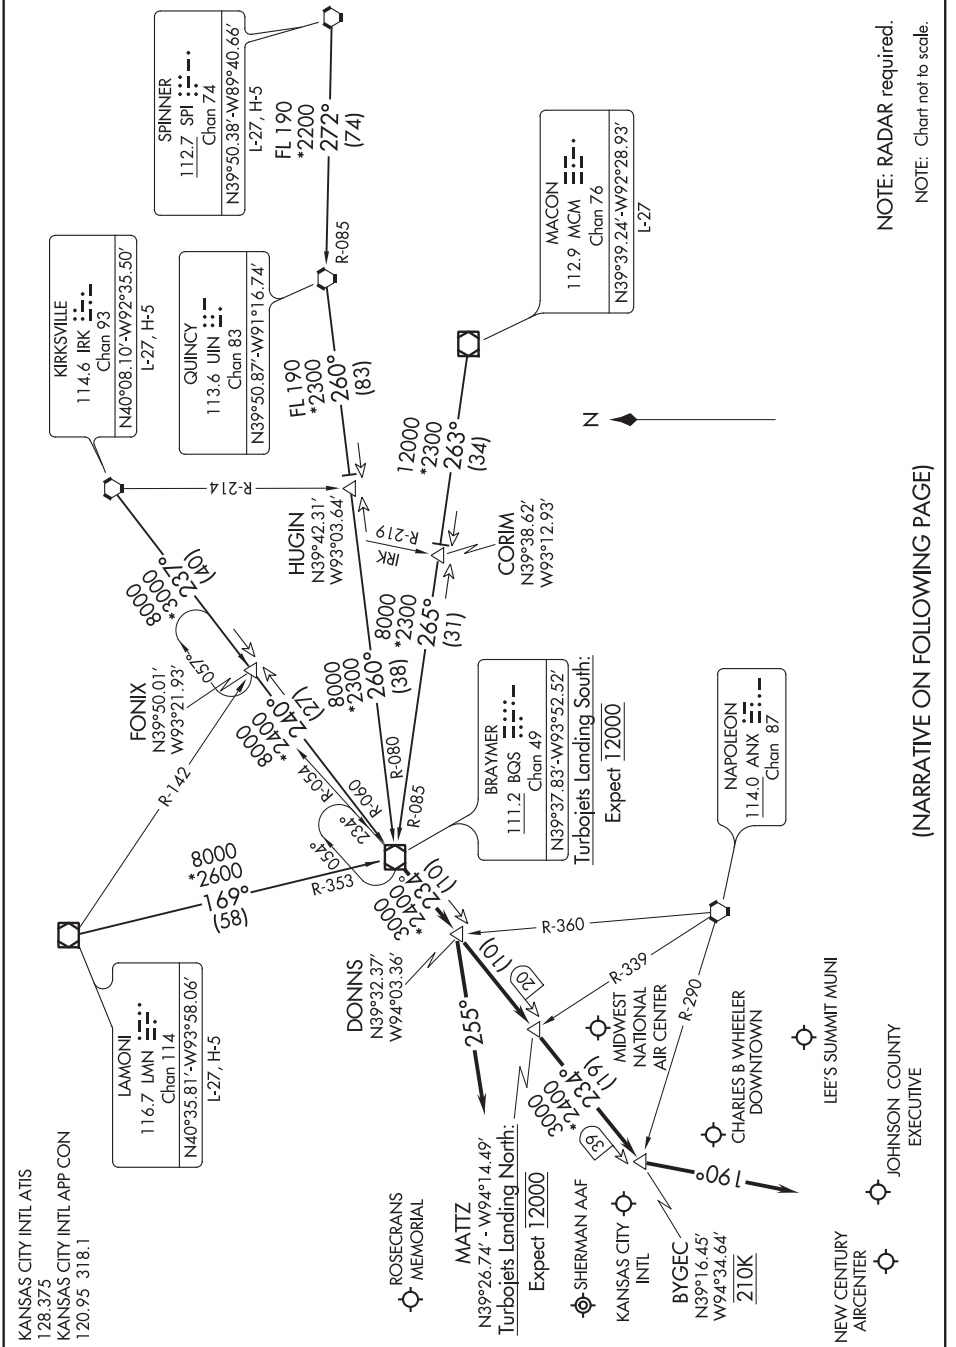 KANSAS CITY INTL ATIS
128.375
KANSAS CITY INTL APP CON
120.95 318.1
SPINNER
112.7 SPI
Chan 74
N39°50.38'-W89°40.66'
L-27, H-5
FL 190
*2200
272°
(74)
R-085
KIRKSVILLE
114.6 IRK
Chan 93
N40°08.10'-W92°35.50'
L-27, H-5
QUINCY
113.6 UIN
Chan 83
N39°50.87'-W91°16.74'
FL 190
*2300
260°
(83)
R-214
HUGIN
N39°42.31'
W93°03.64'
MACON
112.9 MCM
Chan 76
N39°39.24'-W92°28.93'
L-27
12000
*2300
263°
(34)
IRK
R-219
CORIM
N39°38.62'
W93°12.93'
8000
*3000
237°
(40)
057°
FONIX
N39°50.01'
W93°21.93'
R-142
8000
*2400
240°
(27)
R-054
R-060
234°
054°
8000
*2300
260°
(38)
R-080
8000
*2300
265°
(31)
R-085
LAMONI
116.7 LMN
Chan 114
N40°35.81'-W93°58.06'
L-27, H-5
8000
*2600
169°
(58)
R-353
BRAYMER
111.2 BQS
Chan 49
N39°37.83'-W93°52.52'
Turbojets Landing South:
Expect 12000
3000
*2400
234°
(10)
DONNS
N39°32.37'
W94°03.36'
255°
(10)
20
R-360
R-339
R-290
NAPOLEON
114.0 ANX
Chan 87
MATTZ
N39°26.74' - W94°14.49'
Turbojets Landing North:
Expect 12000
3000
*2400
234°
(19)
39
BYGEC
N39°16.45'
W94°34.64'
210K
190°
ROSECRANS
MEMORIAL
SHERMAN AAF
KANSAS CITY
INTL
MIDWEST
NATIONAL
AIR CENTER
CHARLES B WHEELER
DOWNTOWN
LEE'S SUMMIT MUNI
JOHNSON COUNTY
EXECUTIVE
NEW CENTURY
AIRCENTER
N
NOTE: RADAR required.
NOTE: Chart not to scale.
(NARRATIVE ON FOLLOWING PAGE)